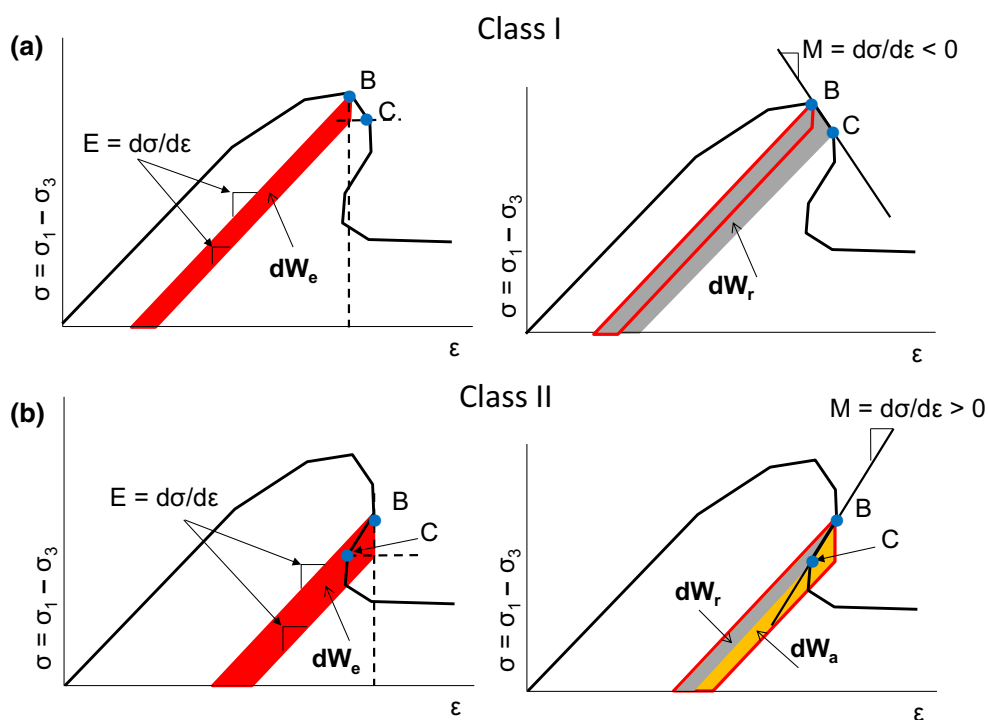 Class I
(a)
M = dσ/dε < 0
B
C.
E = dσ/dε
dWₑ
σ = σ₁ – σ₃
ε
B
C
dWᵣ
σ = σ₁ – σ₃
ε
Class II
(b)
M = dσ/dε > 0
E = dσ/dε
B
C
dWₑ
σ = σ₁ – σ₃
ε
B
C
dWᵣ
dWₐ
σ = σ₁ – σ₃
ε